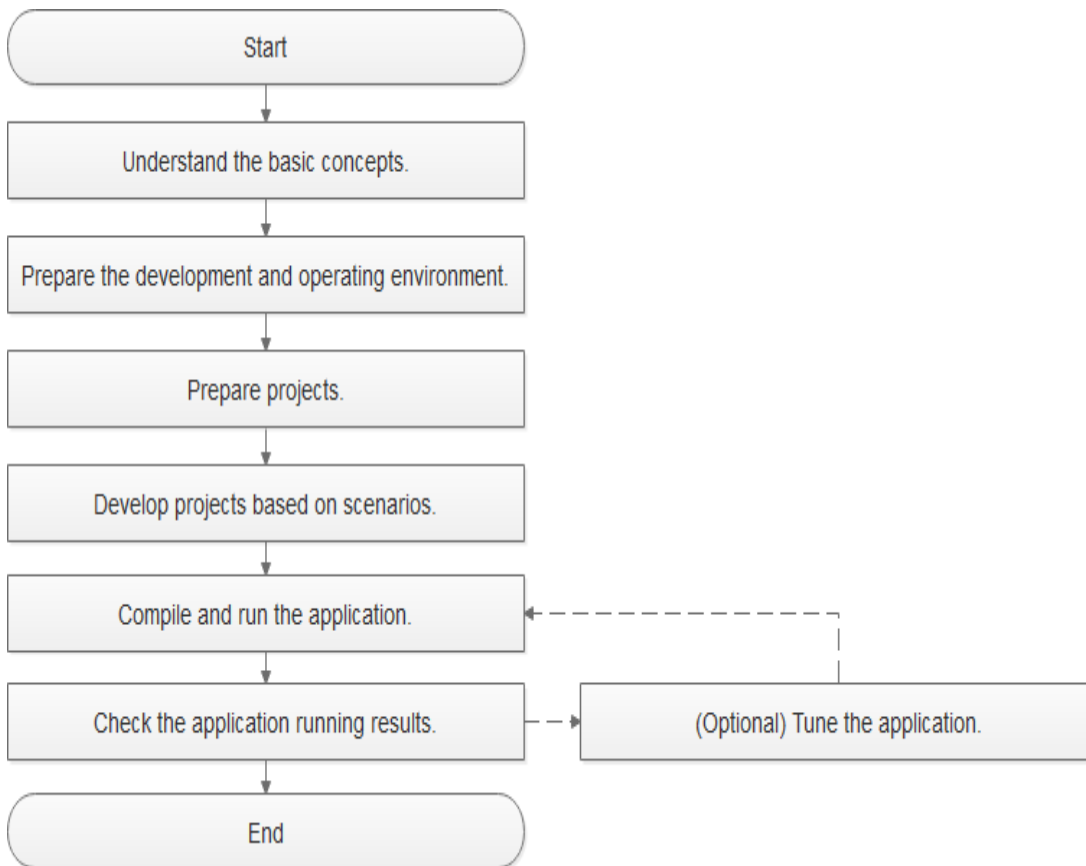 Start
Understand the basic concepts.
Prepare the development and operating environment.
Prepare projects.
Develop projects based on scenarios.
Compile and run the application.
Check the application running results.
(Optional) Tune the application.
End